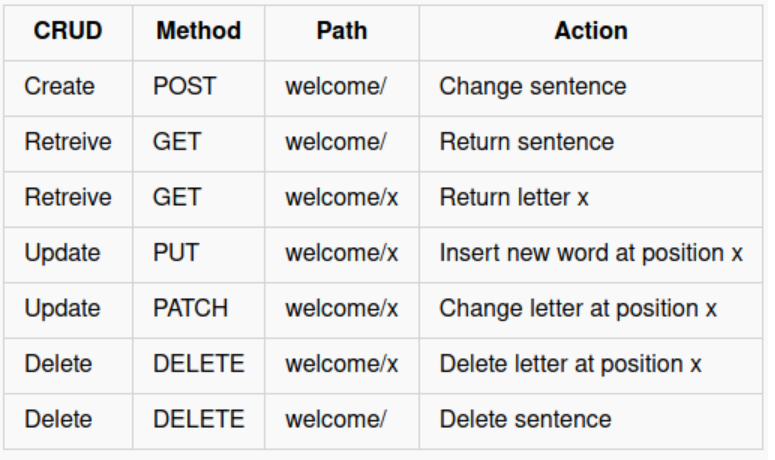 CRUD Method Path Action
Create POST welcome/ Change sentence
Retreive GET welcome/ Return sentence
Retreive GET welcome/x Return letter x
Update PUT welcome/x Insert new word at position x
Update PATCH welcome/x Change letter at position x
Delete DELETE welcome/x Delete letter at position x
Delete DELETE welcome/ Delete sentence